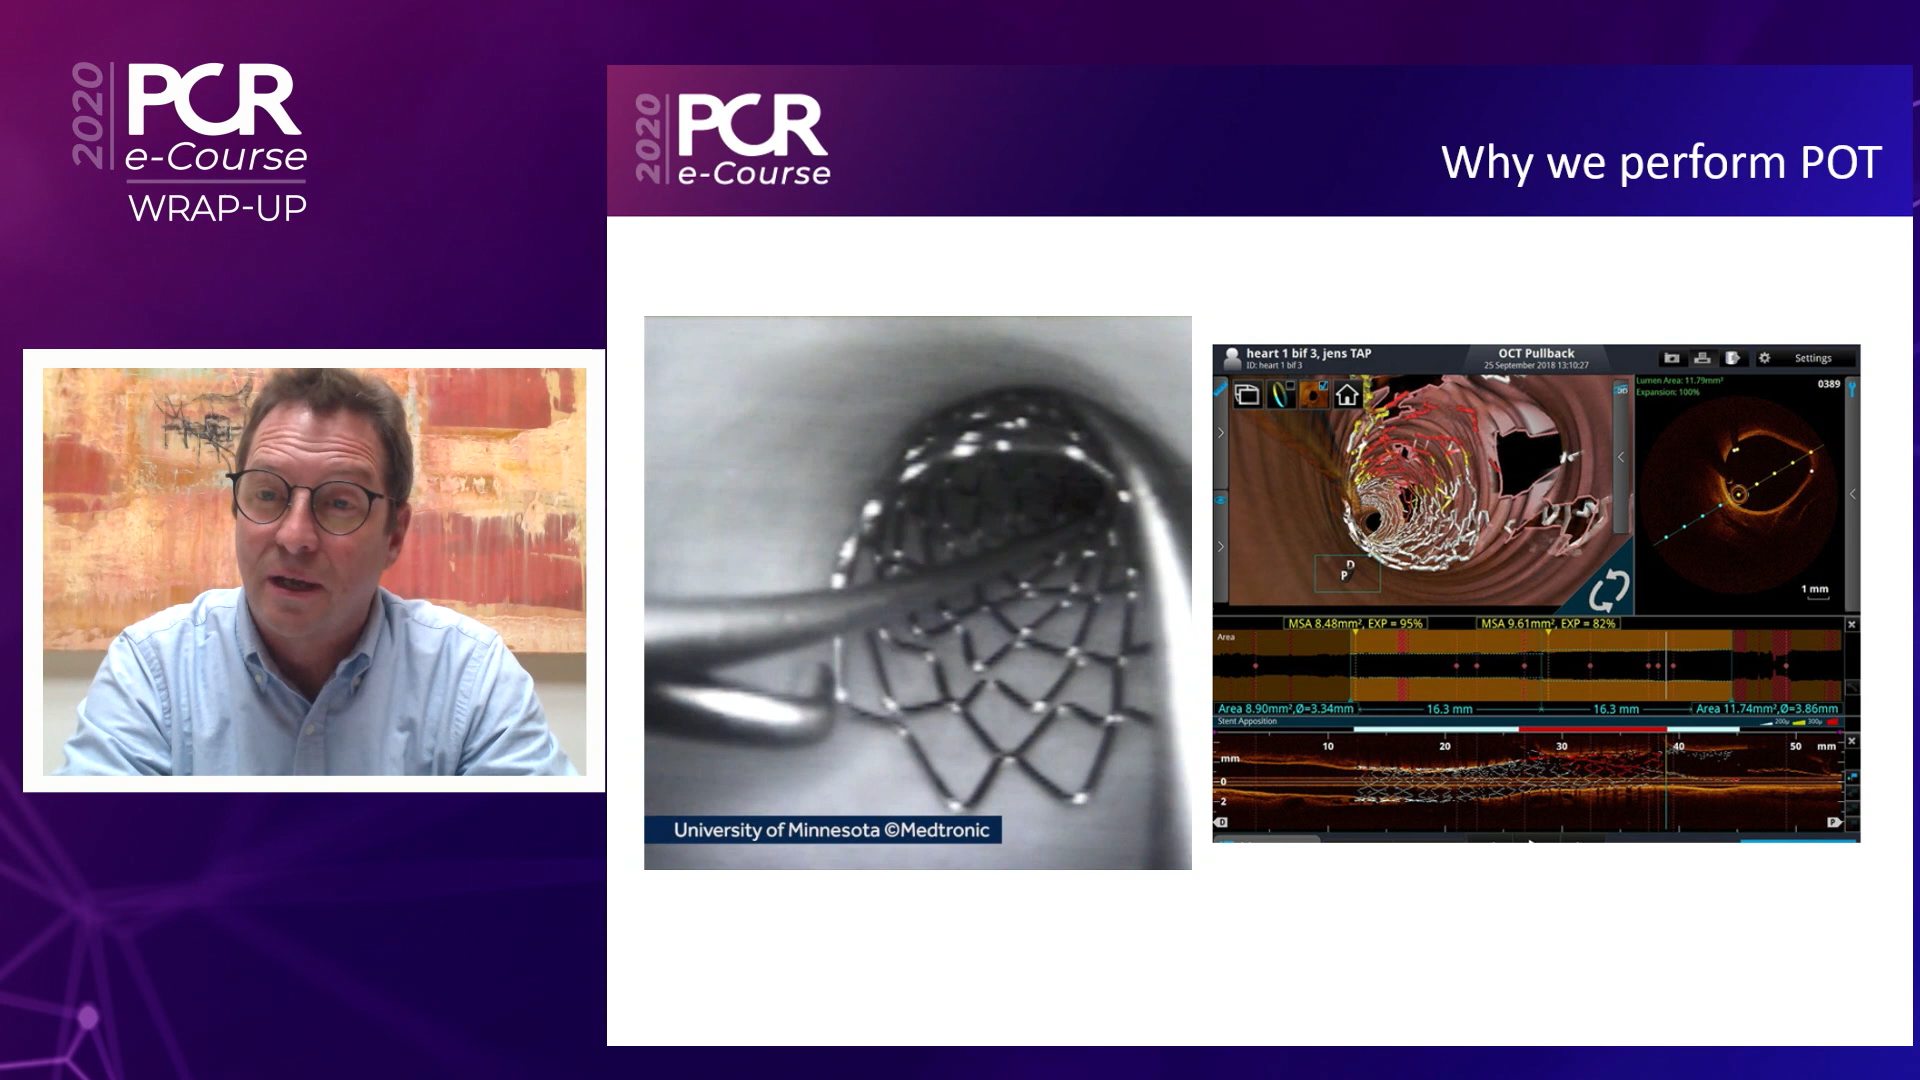 2020
PCR
e-Course
WRAP-UP
2020
PCR
e-Course
Why we perform POT
University of Minnesota ©Medtronic
heart 1 bif 3, jens TAP
ID: heart 1 bif 3
OCT Pullback
25 September 2018 13:10:27
Settings
Lumen Area: 11.79mm²
Expansion: 100%
0389
3D
D
P
1 mm
MSA 8.48mm², EXP = 95%
MSA 9.61mm², EXP = 82%
Area
Area 8.90mm²,Ø=3.34mm
16.3 mm
16.3 mm
Area 11.74mm²,Ø=3.86mm
Stent Apposition
200µ
300µ
10
20
30
40
50
mm
mm
0
2
D
P